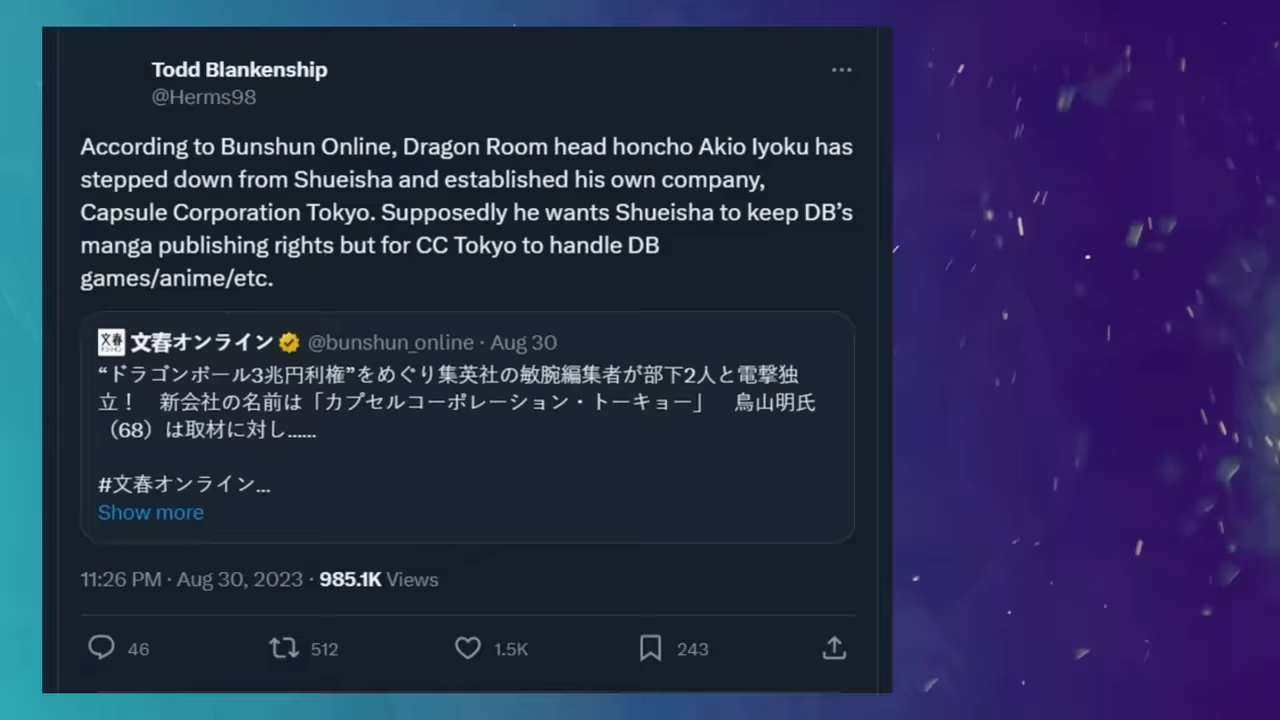 Todd Blankenship
@Herms98
According to Bunshun Online, Dragon Room head honcho Akio Iyoku has
stepped down from Shueisha and established his own company,
Capsule Corporation Tokyo. Supposedly he wants Shueisha to keep DB’s
manga publishing rights but for CC Tokyo to handle DB
games/anime/etc.
文春オンライン @bunshun_online · Aug 30
“ドラゴンボール3兆円利権”をめぐり集英社の敏腕編集者が部下2人と電撃独
立！　新会社の名前は「カプセルコーポレーション・トーキョー」　鳥山明氏
（68）は取材に対し……
#文春オンライン...
Show more
11:26 PM · Aug 30, 2023 · 985.1K Views
46 512 1.5K 243